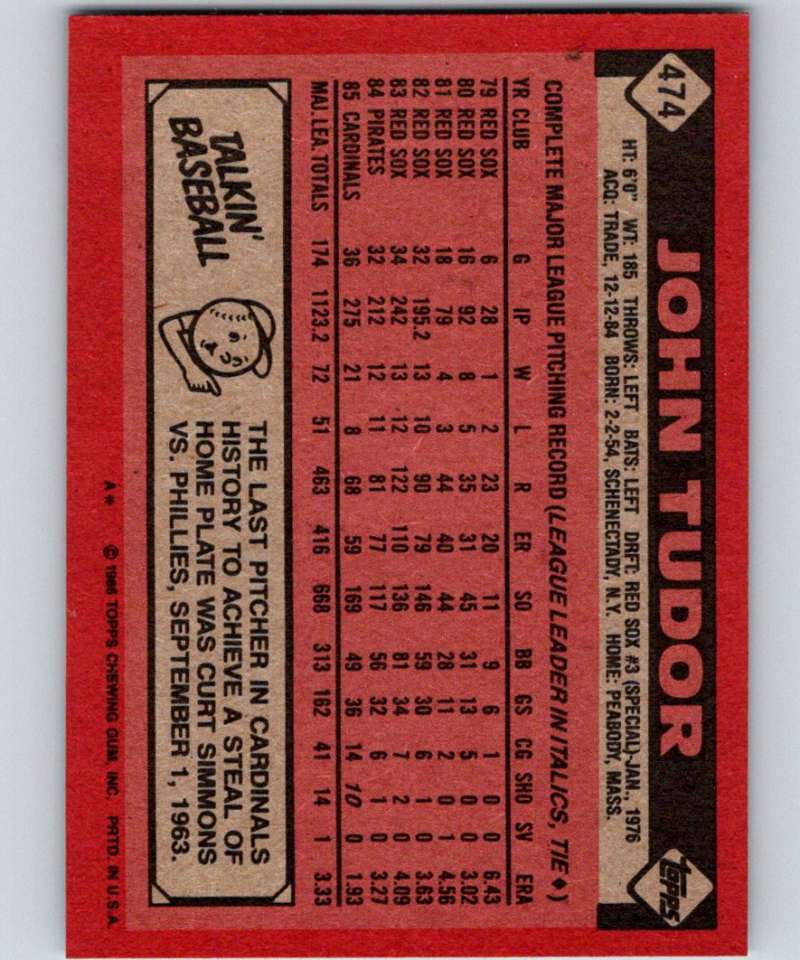 474
JOHN TUDOR
TOPPS
HT: 6'0" WT: 185 THROWS: LEFT BATS: LEFT DRFT: RED SOX #3 (SPECIAL)-JAN., 1976
ACQ: TRADE, 12-12-84 BORN: 2-2-54, SCHENECTADY, N.Y. HOME: PEABODY, MASS.
COMPLETE MAJOR LEAGUE PITCHING RECORD (LEAGUE LEADER IN ITALICS, TIE ♦)
YR CLUB G IP W L R ER SO BB GS CG SHO SV ERA
79 RED SOX 6 28 1 2 23 20 11 9 6 1 0 0 6.43
80 RED SOX 16 92 8 5 35 31 45 31 13 5 0 0 3.02
81 RED SOX 18 79 4 3 44 40 44 28 11 2 0 1 4.56
82 RED SOX 32 195.2 13 10 90 79 146 59 30 6 1 0 3.63
83 RED SOX 34 242 13 12 122 110 136 81 34 7 2 0 4.09
84 PIRATES 32 212 12 11 81 77 117 56 32 6 1 0 3.27
85 CARDINALS 36 275 21 8 68 59 169 49 36 14 10 0 1.93
MAJ. LEA. TOTALS 174 1123.2 72 51 463 416 668 313 162 41 14 1 3.33
TALKIN'
BASEBALL
THE LAST PITCHER IN CARDINALS
HISTORY TO ACHIEVE A STEAL OF
HOME PLATE WAS CURT SIMMONS
VS. PHILLIES, SEPTEMBER 1, 1963.
A* © 1986 TOPPS CHEWING GUM, INC. PRTD. IN U.S.A.